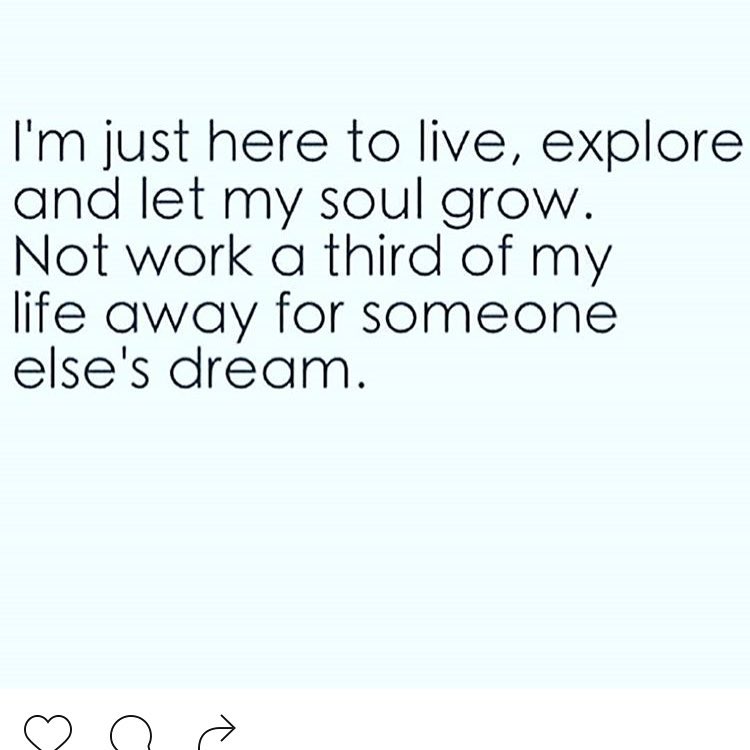 I'm just here to live, explore
and let my soul grow.
Not work a third of my
life away for someone
else's dream.